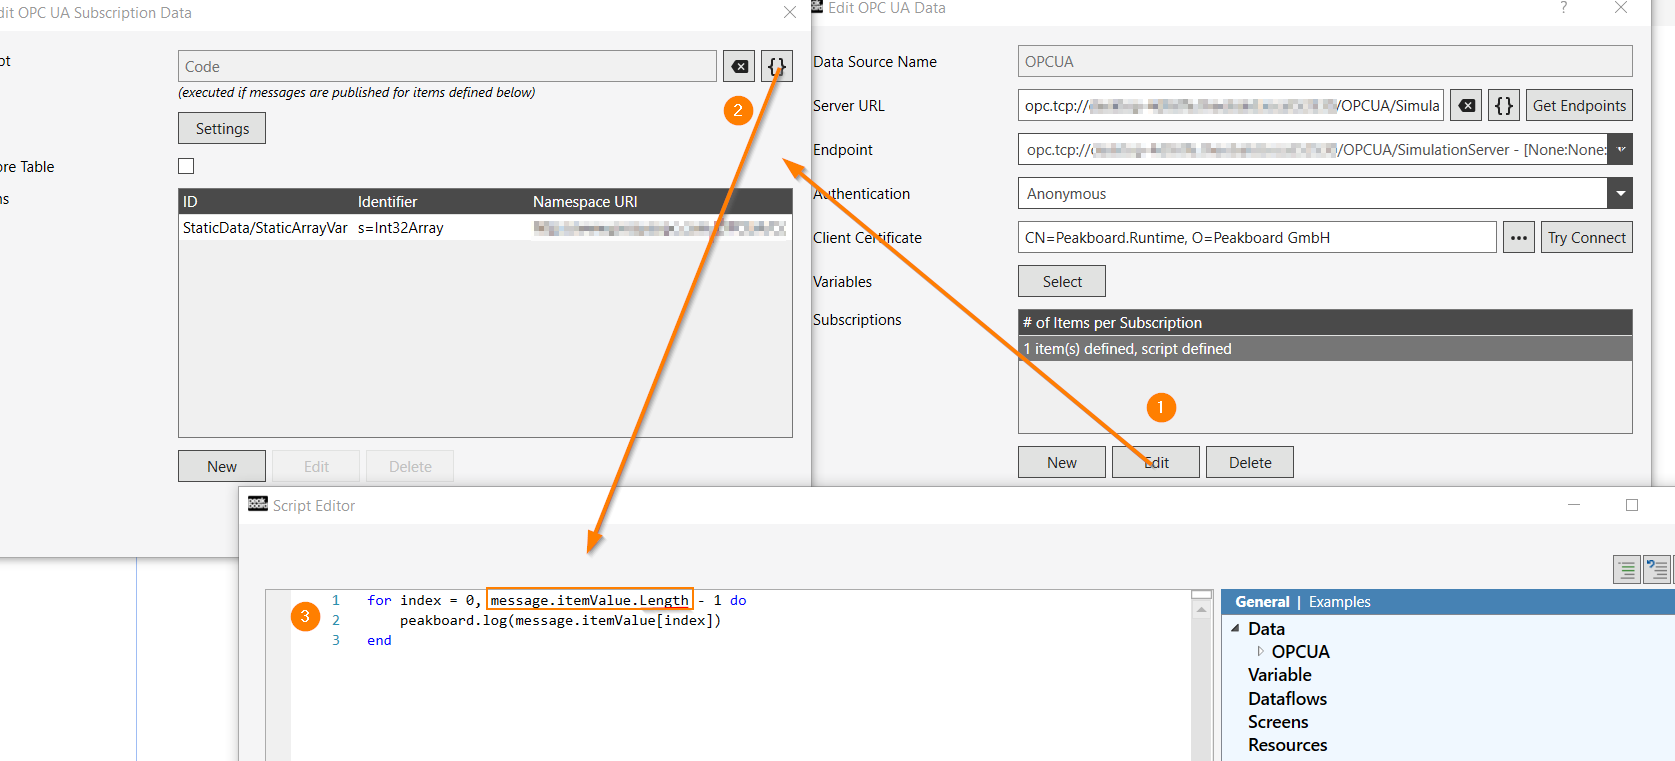 dit OPC UA Subscription Data
ot
Code
(executed if messages are published for items defined below)
2
Settings
ore Table
ns
ID Identifier Namespace URI
StaticData/StaticArrayVar s=Int32Array
New Edit Delete
peak board Edit OPC UA Data
?
Data Source Name OPCUA
Server URL opc.tcp:// /OPCUA/Simula {} Get Endpoints
Endpoint opc.tcp:// /OPCUA/SimulationServer - [None:None:
Authentication Anonymous
Client Certificate CN=Peakboard.Runtime, O=Peakboard GmbH ... Try Connect
Variables Select
Subscriptions # of Items per Subscription
1 item(s) defined, script defined
1
New Edit Delete
peak board Script Editor
3
1 for index = 0, message.itemValue.Length - 1 do
2 peakboard.log(message.itemValue[index])
3 end
General | Examples
Data
OPCUA
Variable
Dataflows
Screens
Resources